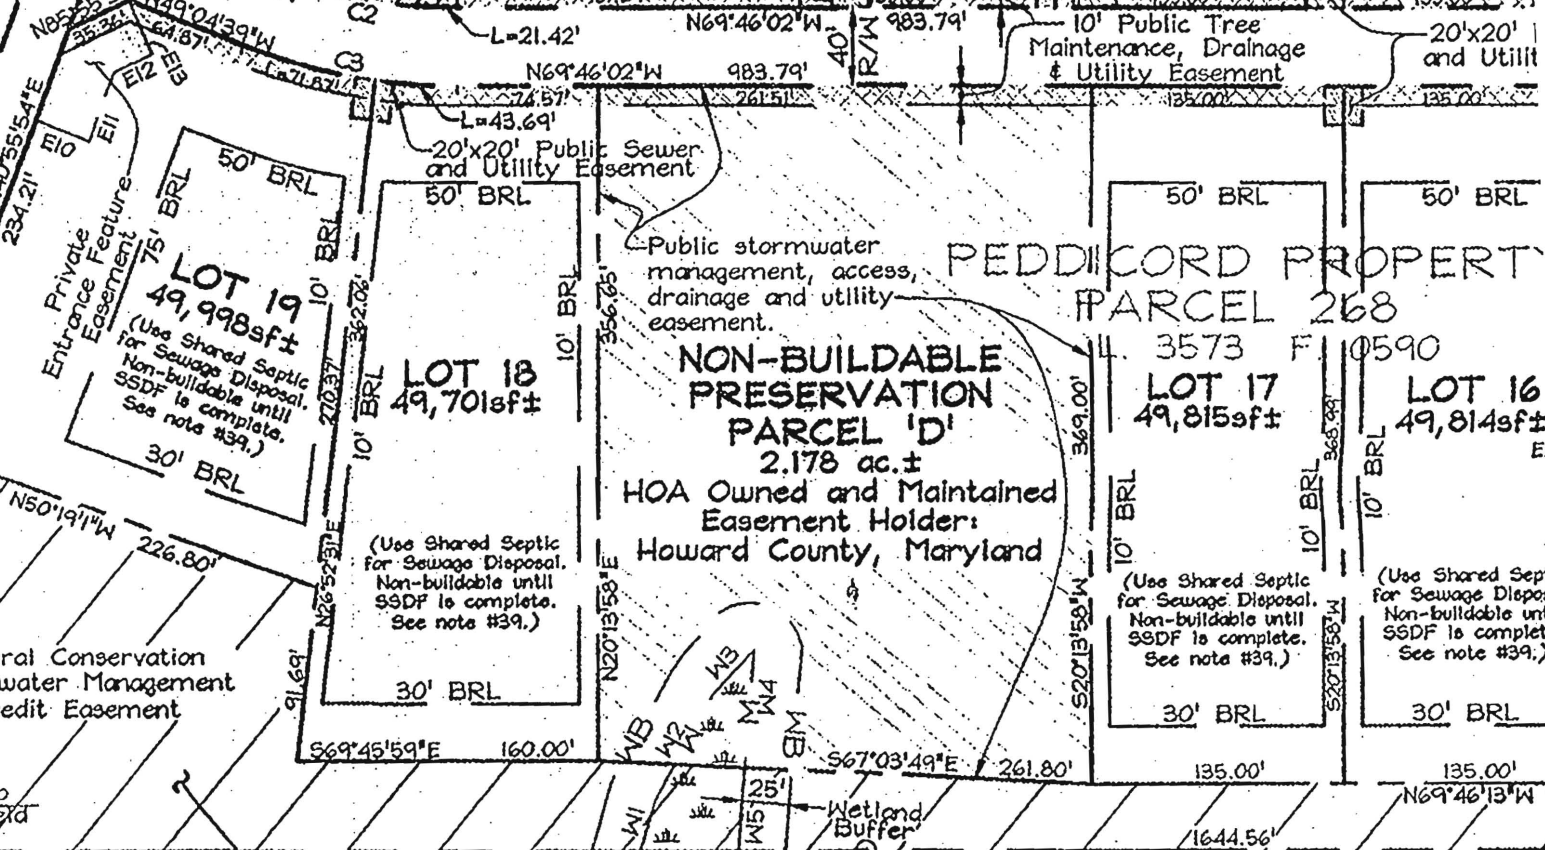 N49°04'39"W
35.36'
64.87'
C2
C3
E13
E12
E11
E10
L=71.87'
L=21.42'
N69°46'02"W
983.79'
40'
R/W
10' Public Tree
Maintenance, Drainage
& Utility Easement
20'x20'
and Utilit
N69°46'02"W
983.79'
74.57'
261.51'
135.00'
135.00'
L=43.69'
20'x20' Public Sewer
and Utility Easement
234.21'
Private
Entrance Feature
Easement
50' BRL
75' BRL
10' BRL
LOT 19
49,998sf±
(Use Shared Septic
for Sewage Disposal.
Non-buildable until
SSDF is complete.
See note #39.)
30' BRL
N50°19'1"W
226.80'
362.06'
270.37'
N26°52'31"E
91.69'
50' BRL
10' BRL
10' BRL
LOT 18
49,701sf±
(Use Shared Septic
for Sewage Disposal.
Non-buildable until
SSDF is complete.
See note #39.)
30' BRL
S69°45'59"E
160.00'
356.65'
N20°13'58"E
Public stormwater
management, access,
drainage and utility
easement.
NON-BUILDABLE
PRESERVATION
PARCEL 'D'
2.178 ac.±
HOA Owned and Maintained
Easement Holder:
Howard County, Maryland
WB
W2
W3
W4
WB
W1
W5
25'
Wetland
Buffer
S67°03'49"E
261.80'
PEDDICORD PROPERTY
PARCEL 268
L. 3573 F. 0590
369.00'
S20°13'58"W
50' BRL
LOT 17
49,815sf±
10' BRL
10' BRL
(Use Shared Septic
for Sewage Disposal.
Non-buildable until
SSDF is complete.
See note #39.)
30' BRL
135.00'
368.99'
S20°13'58"W
50' BRL
LOT 16
49,814sf±
10' BRL
(Use Shared Sep
for Sewage Dispo
Non-buildable unt
SSDF is complet
See note #39.)
30' BRL
135.00'
N69°46'13"W
1644.56'
ral Conservation
water Management
edit Easement